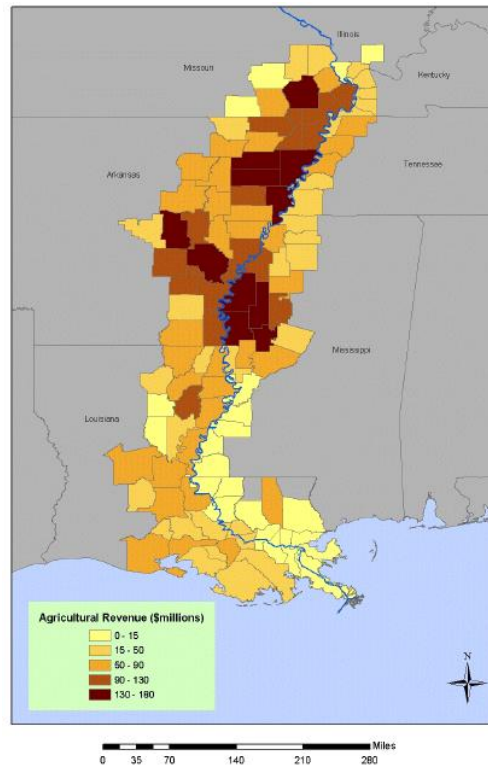 Illinois
Missouri
Kentucky
Tennessee
Arkansas
Mississippi
Louisiana
Agricultural Revenue ($millions)
0 - 15
15 - 50
50 - 90
90 - 130
130 - 180
N
Miles
0 35 70 140 210 280